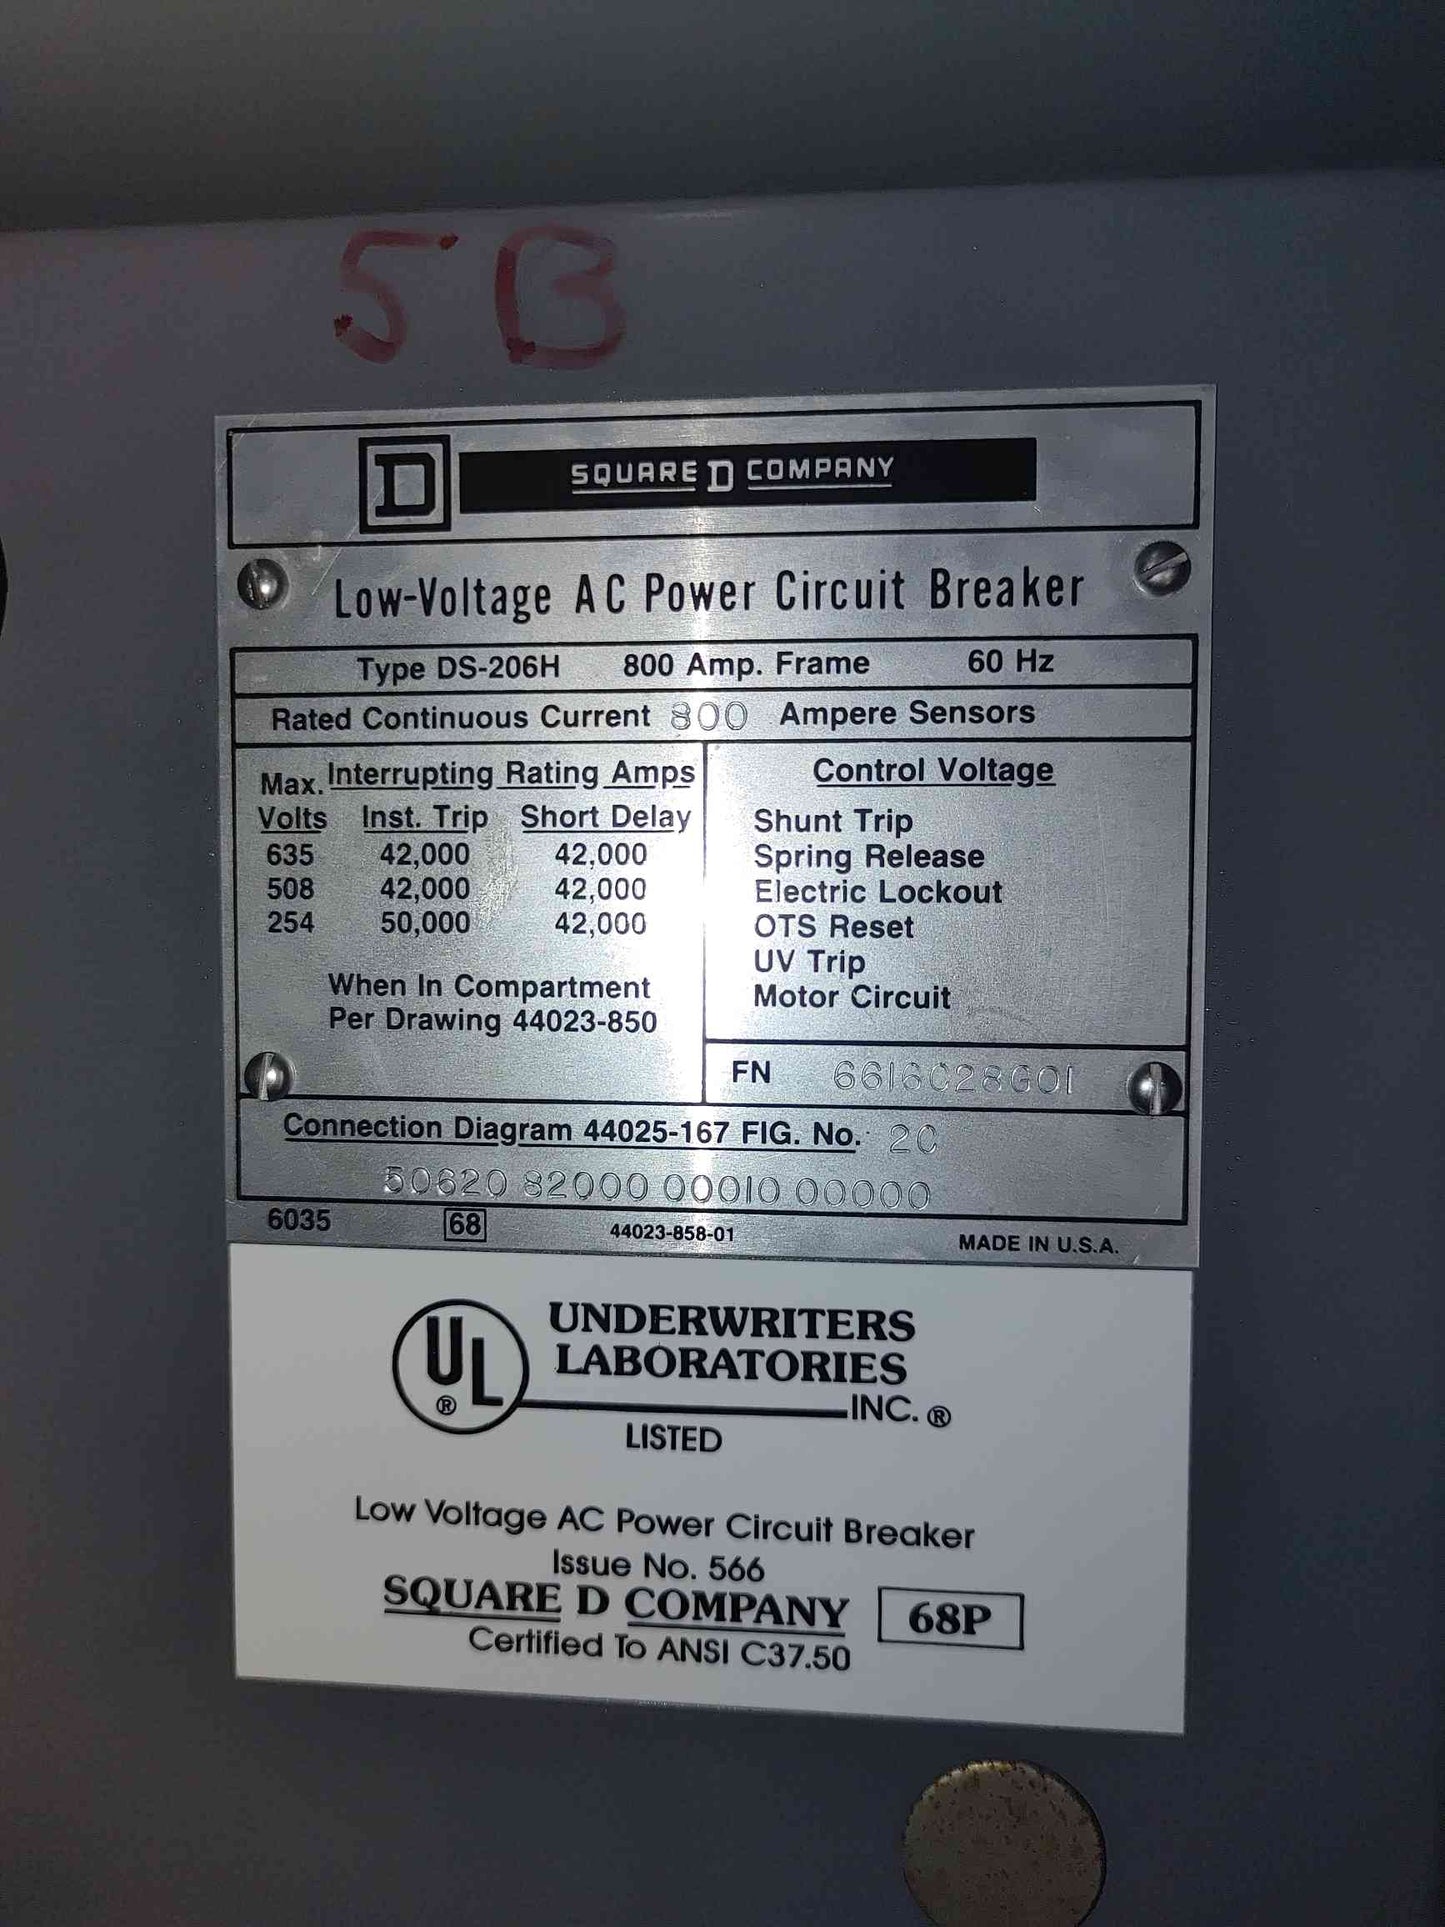 5B
D SQUARE D COMPANY
Low-Voltage AC Power Circuit Breaker
Type DS-206H 800 Amp. Frame 60 Hz
Rated Continuous Current 800 Ampere Sensors
Max. Interrupting Rating Amps
Volts Inst. Trip Short Delay
635 42,000 42,000
508 42,000 42,000
254 50,000 42,000
When In Compartment
Per Drawing 44023-850
Control Voltage
Shunt Trip
Spring Release
Electric Lockout
OTS Reset
UV Trip
Motor Circuit
FN 6616C28G01
Connection Diagram 44025-167 FIG. No. 2C
50620 82000 00010 00000
6035 68 44023-858-01 MADE IN U.S.A.
UL ®
UNDERWRITERS
LABORATORIES
INC. ®
LISTED
Low Voltage AC Power Circuit Breaker
Issue No. 566
SQUARE D COMPANY 68P
Certified To ANSI C37.50